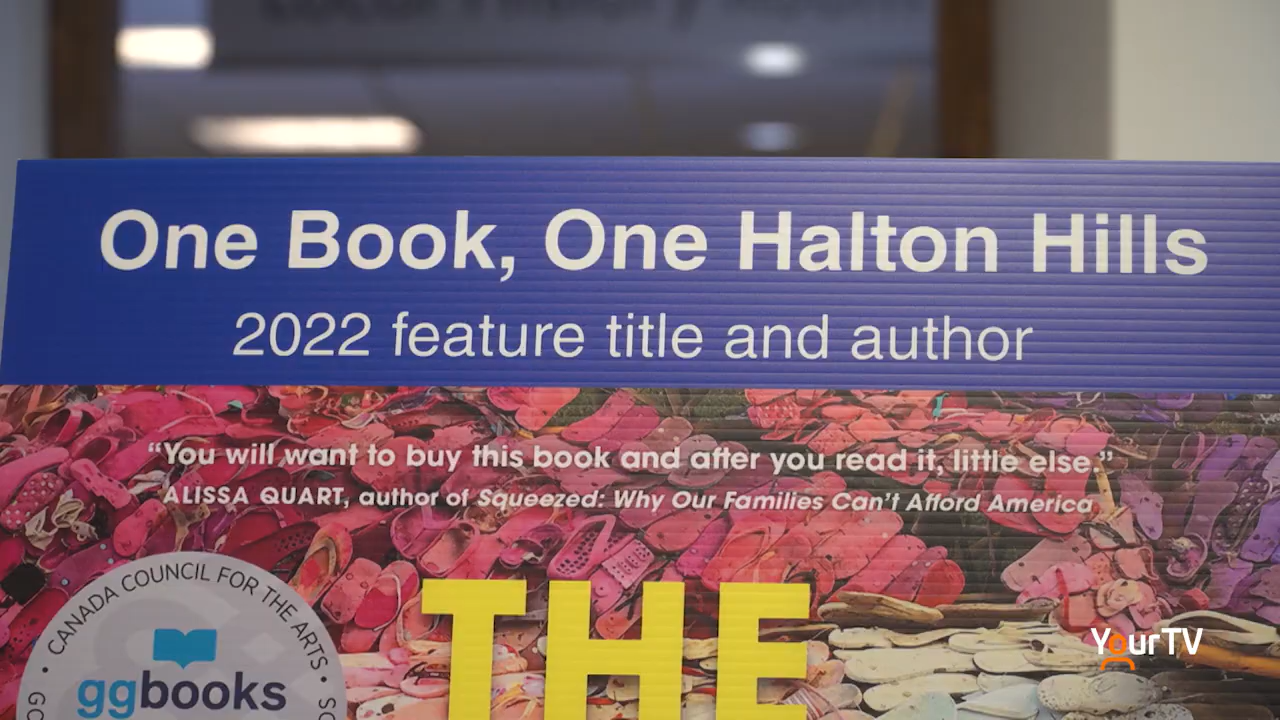 One Book, One Halton Hills
2022 feature title and author
“You will want to buy this book and after you read it, little else.”
ALISSA QUART, author of Squeezed: Why Our Families Can’t Afford America
CANADA COUNCIL FOR THE ARTS
ggbooks
THE
YourTV